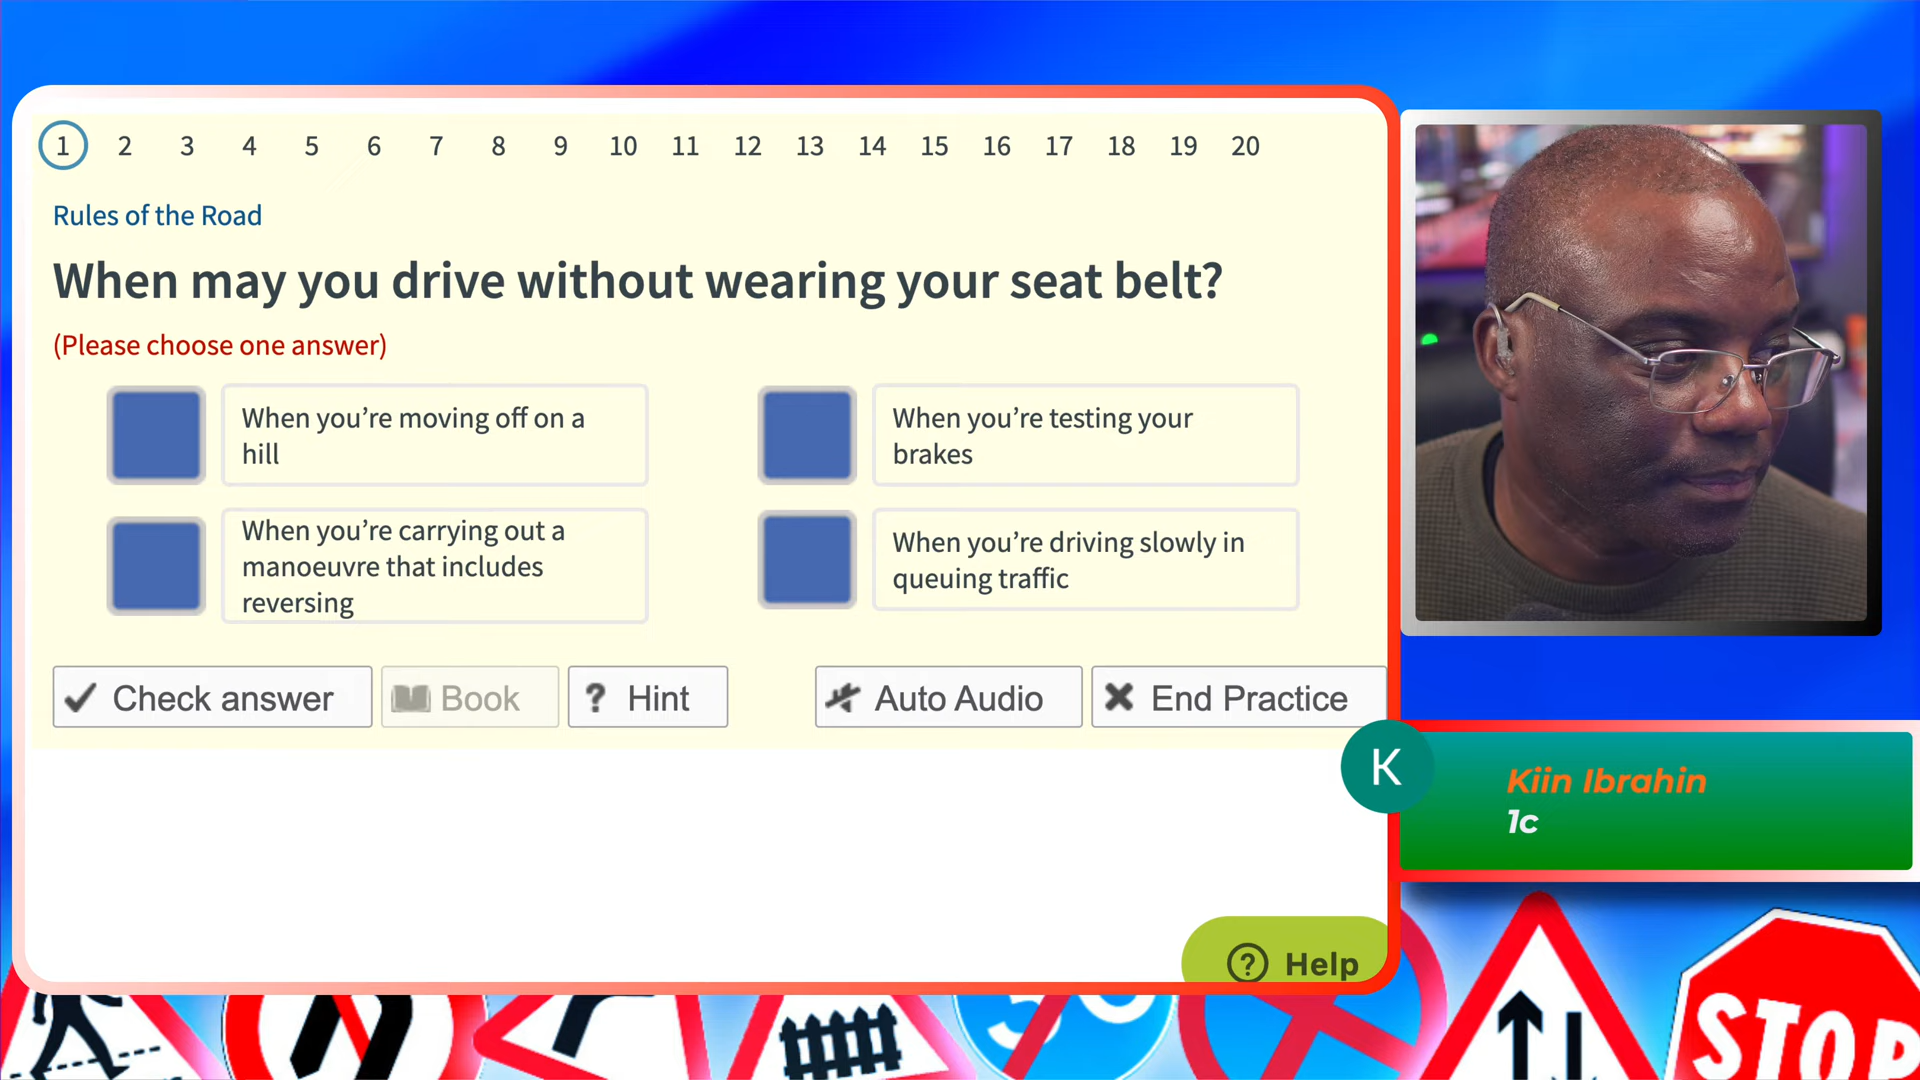 1 2 3 4 5 6 7 8 9 10 11 12 13 14 15 16 17 18 19 20
Rules of the Road
When may you drive without wearing your seat belt?
(Please choose one answer)
When you’re moving off on a
hill
When you’re testing your
brakes
When you’re carrying out a
manoeuvre that includes
reversing
When you’re driving slowly in
queuing traffic
Check answer
Book
? Hint
Auto Audio
End Practice
K
Kiin Ibrahin
1c
? Help
STOP